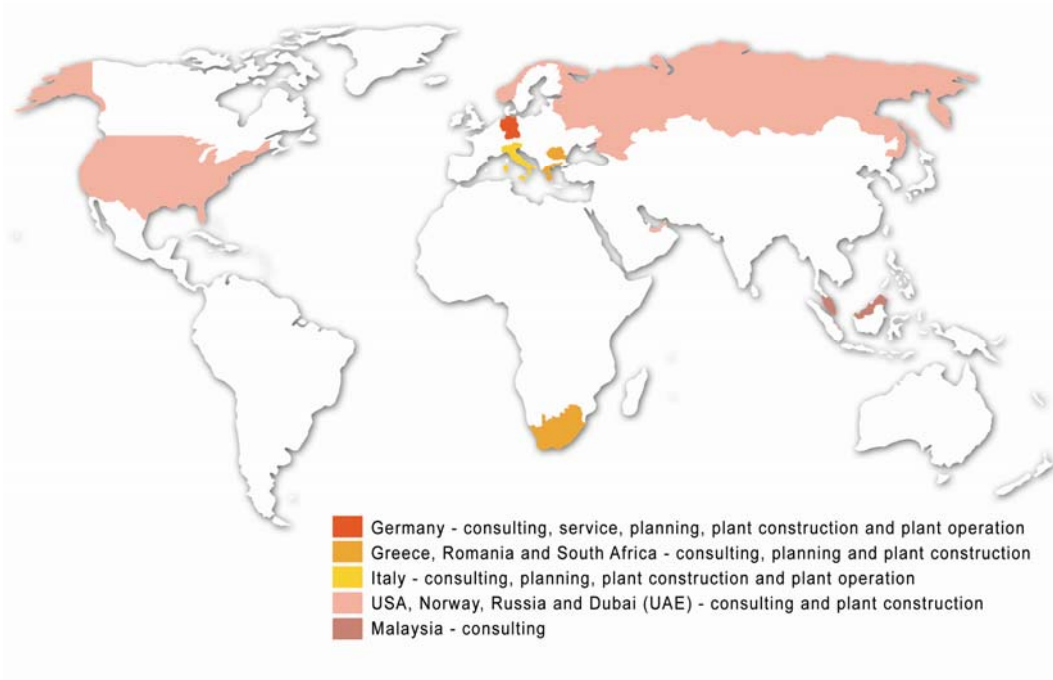 Germany - consulting, service, planning, plant construction and plant operation
Greece, Romania and South Africa - consulting, planning and plant construction
Italy - consulting, planning, plant construction and plant operation
USA, Norway, Russia and Dubai (UAE) - consulting and plant construction
Malaysia - consulting